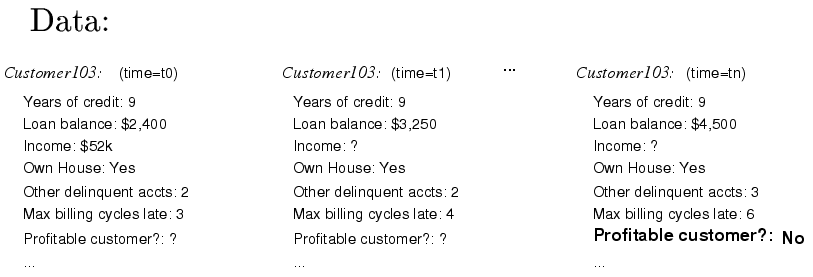 Data:
Customer103: (time=t0)
Years of credit: 9
Loan balance: $2,400
Income: $52k
Own House: Yes
Other delinquent accts: 2
Max billing cycles late: 3
Profitable customer?: ?
...
Customer103: (time=t1)
Years of credit: 9
Loan balance: $3,250
Income: ?
Own House: Yes
Other delinquent accts: 2
Max billing cycles late: 4
Profitable customer?: ?
...
...
Customer103: (time=tn)
Years of credit: 9
Loan balance: $4,500
Income: ?
Own House: Yes
Other delinquent accts: 3
Max billing cycles late: 6
Profitable customer?: No
...